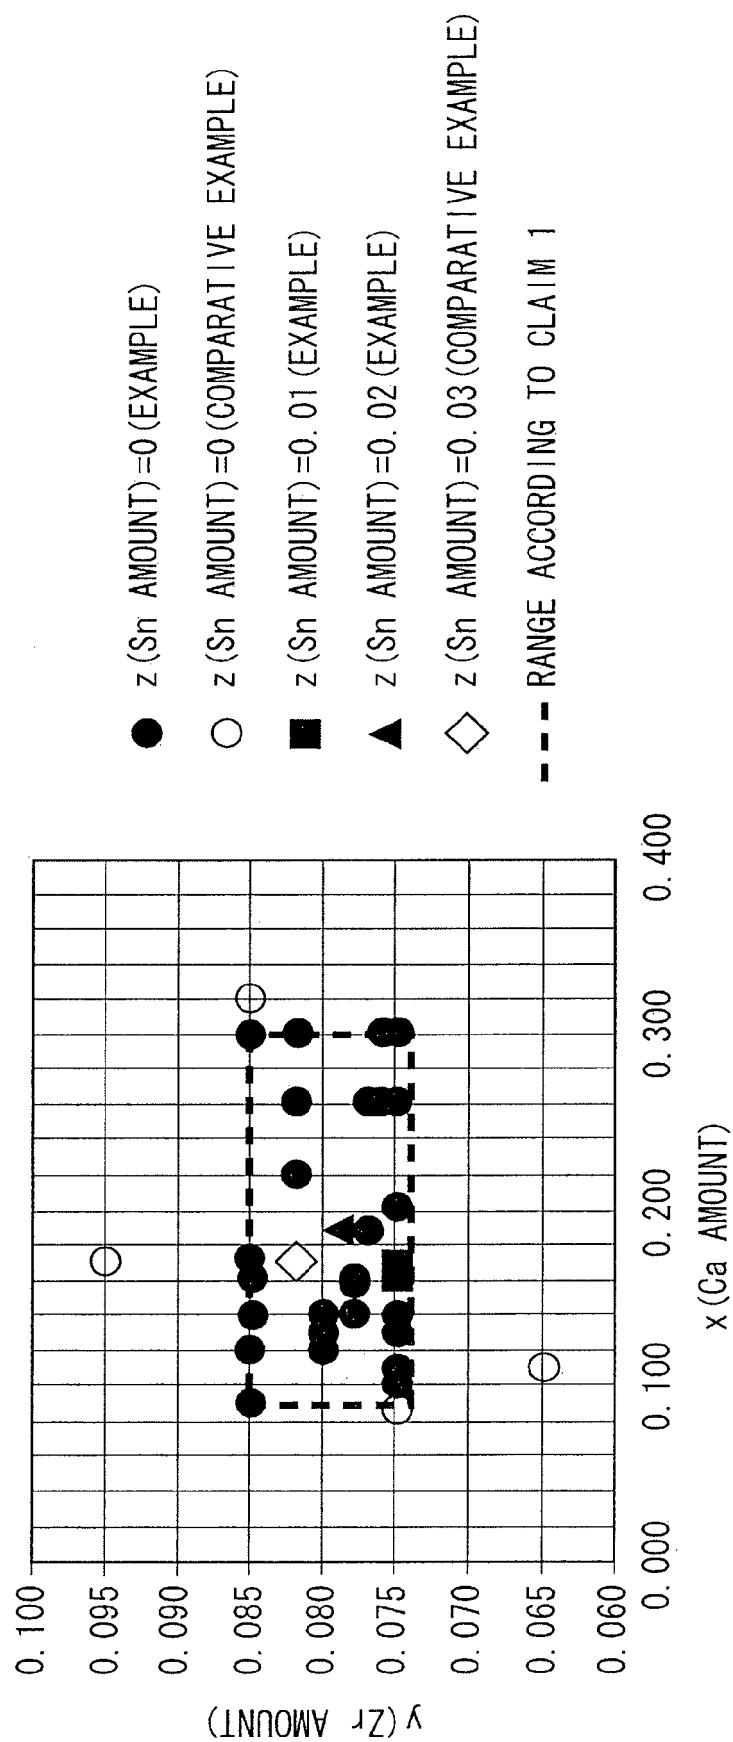 y(Zr AMOUNT)
0.100
0.095
0.090
0.085
0.080
0.075
0.070
0.065
0.060
0.000
0.100
0.200
0.300
0.400
x(Ca AMOUNT)
z(Sn AMOUNT)=0(EXAMPLE)
z(Sn AMOUNT)=0(COMPARATIVE EXAMPLE)
z(Sn AMOUNT)=0.01(EXAMPLE)
z(Sn AMOUNT)=0.02(EXAMPLE)
z(Sn AMOUNT)=0.03(COMPARATIVE EXAMPLE)
RANGE ACCORDING TO CLAIM 1